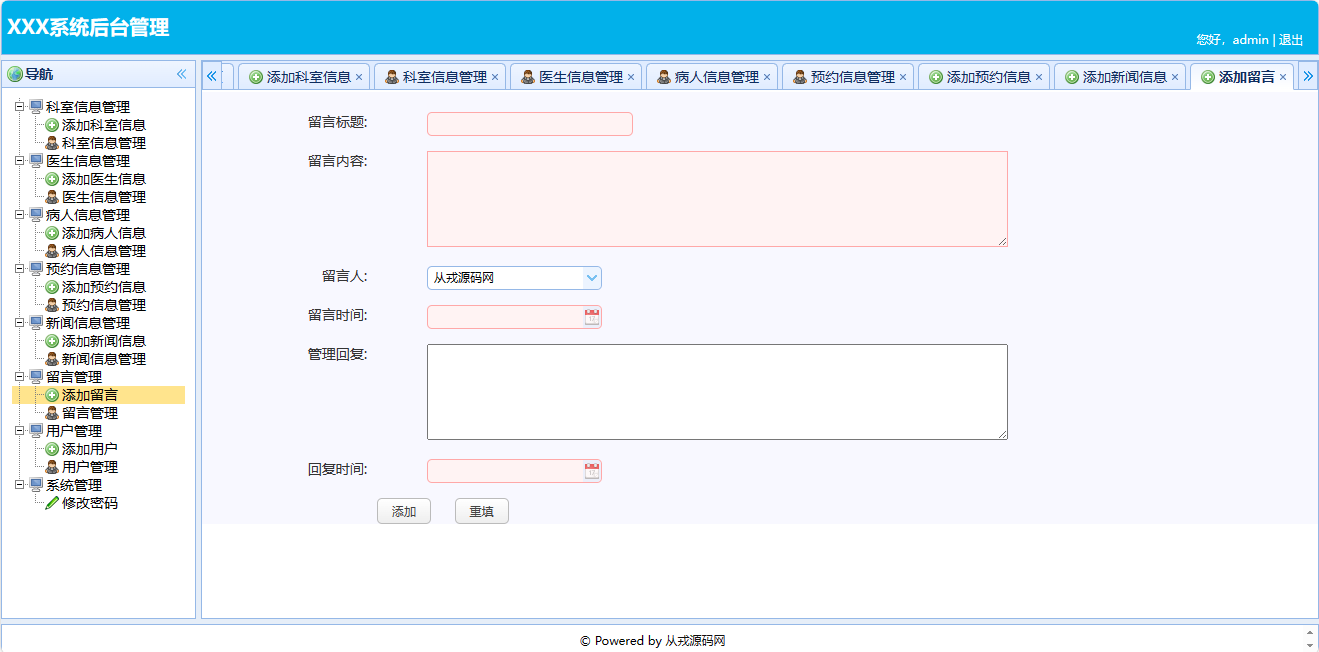 XXX系统后台管理
您好，admin | 退出
导航
科室信息管理
添加科室信息
科室信息管理
医生信息管理
添加医生信息
医生信息管理
病人信息管理
添加病人信息
病人信息管理
预约信息管理
添加预约信息
预约信息管理
新闻信息管理
添加新闻信息
新闻信息管理
留言管理
添加留言
留言管理
用户管理
添加用户
用户管理
系统管理
修改密码
添加科室信息 科室信息管理 医生信息管理 病人信息管理 预约信息管理 添加预约信息 添加新闻信息 添加留言
留言标题:
留言内容:
留言人: 从戎源码网
留言时间:
管理回复:
回复时间:
添加 重填
© Powered by 从戎源码网